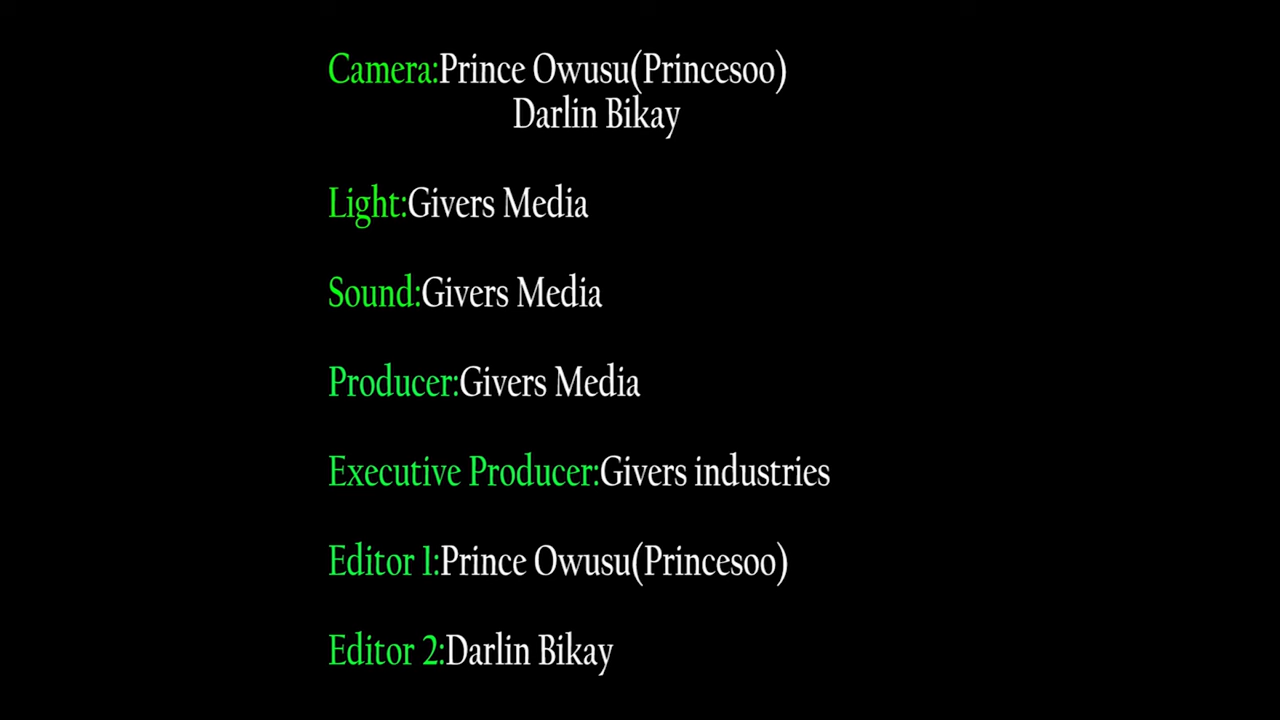 Camera:Prince Owusu(Princesoo)
Darlin Bikay
Light:Givers Media
Sound:Givers Media
Producer:Givers Media
Executive Producer:Givers industries
Editor 1:Prince Owusu(Princesoo)
Editor 2:Darlin Bikay